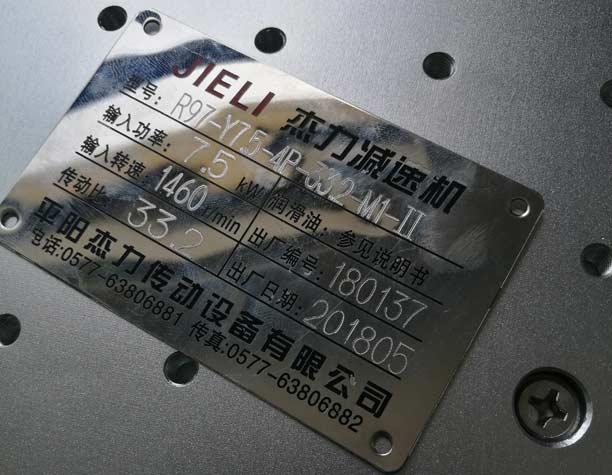 JIELI 杰力减速机
型号: R97-Y7.5-4P-33.2-M1-II
输入功率: 7.5 kW 润滑油: 参见说明书
输入转速: 1460 r/min 出厂编号: 180137
传动比: 33.2 出厂日期: 201805
平阳杰力传动设备有限公司
电话:0577-63806881 传真:0577-63806882